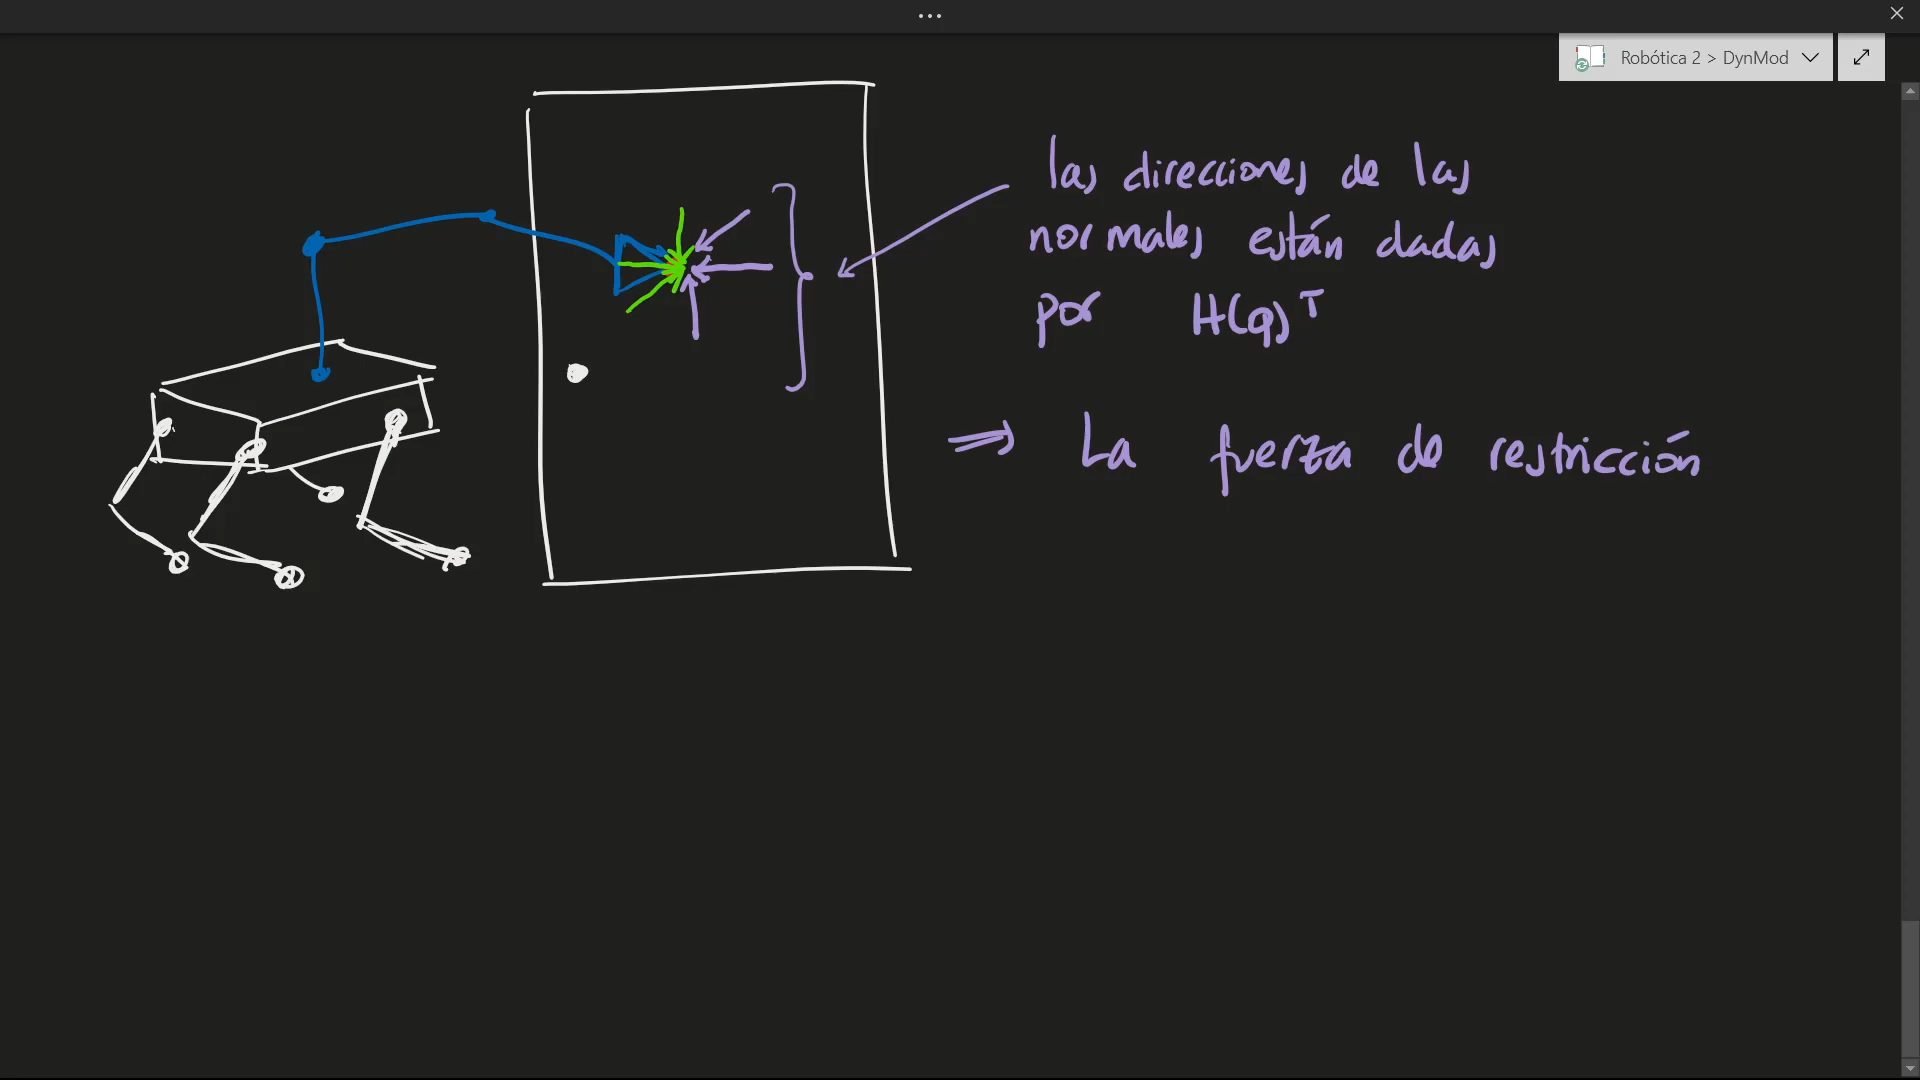 Robótica 2 > DynMod
las direcciones de las
normales están dadas
por H(q)ᵀ
⇒ La fuerza de restricción